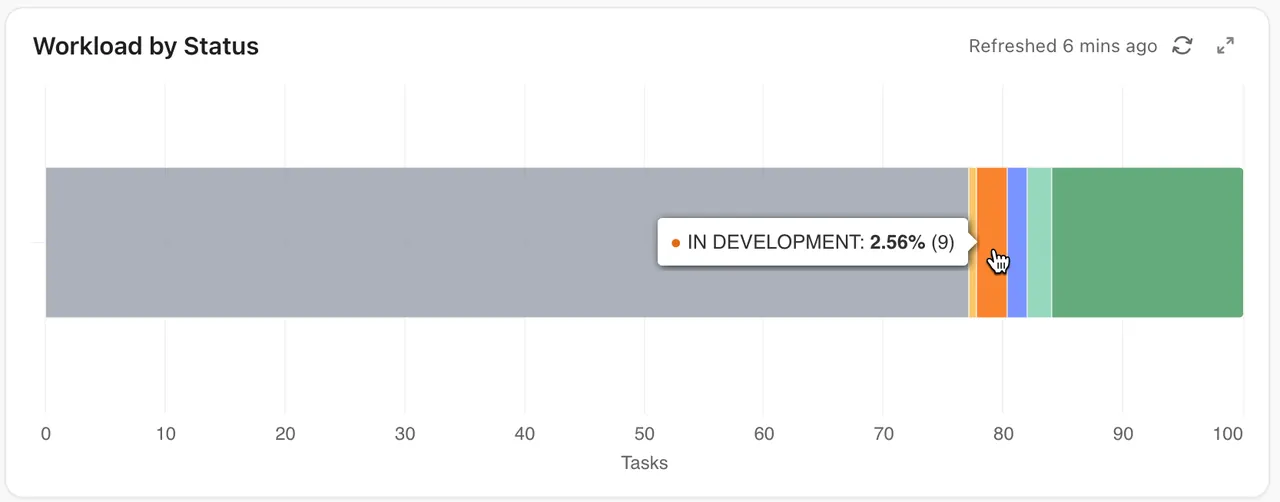 Workload by Status
Refreshed 6 mins ago
IN DEVELOPMENT: 2.56% (9)
0 10 20 30 40 50 60 70 80 90 100
Tasks